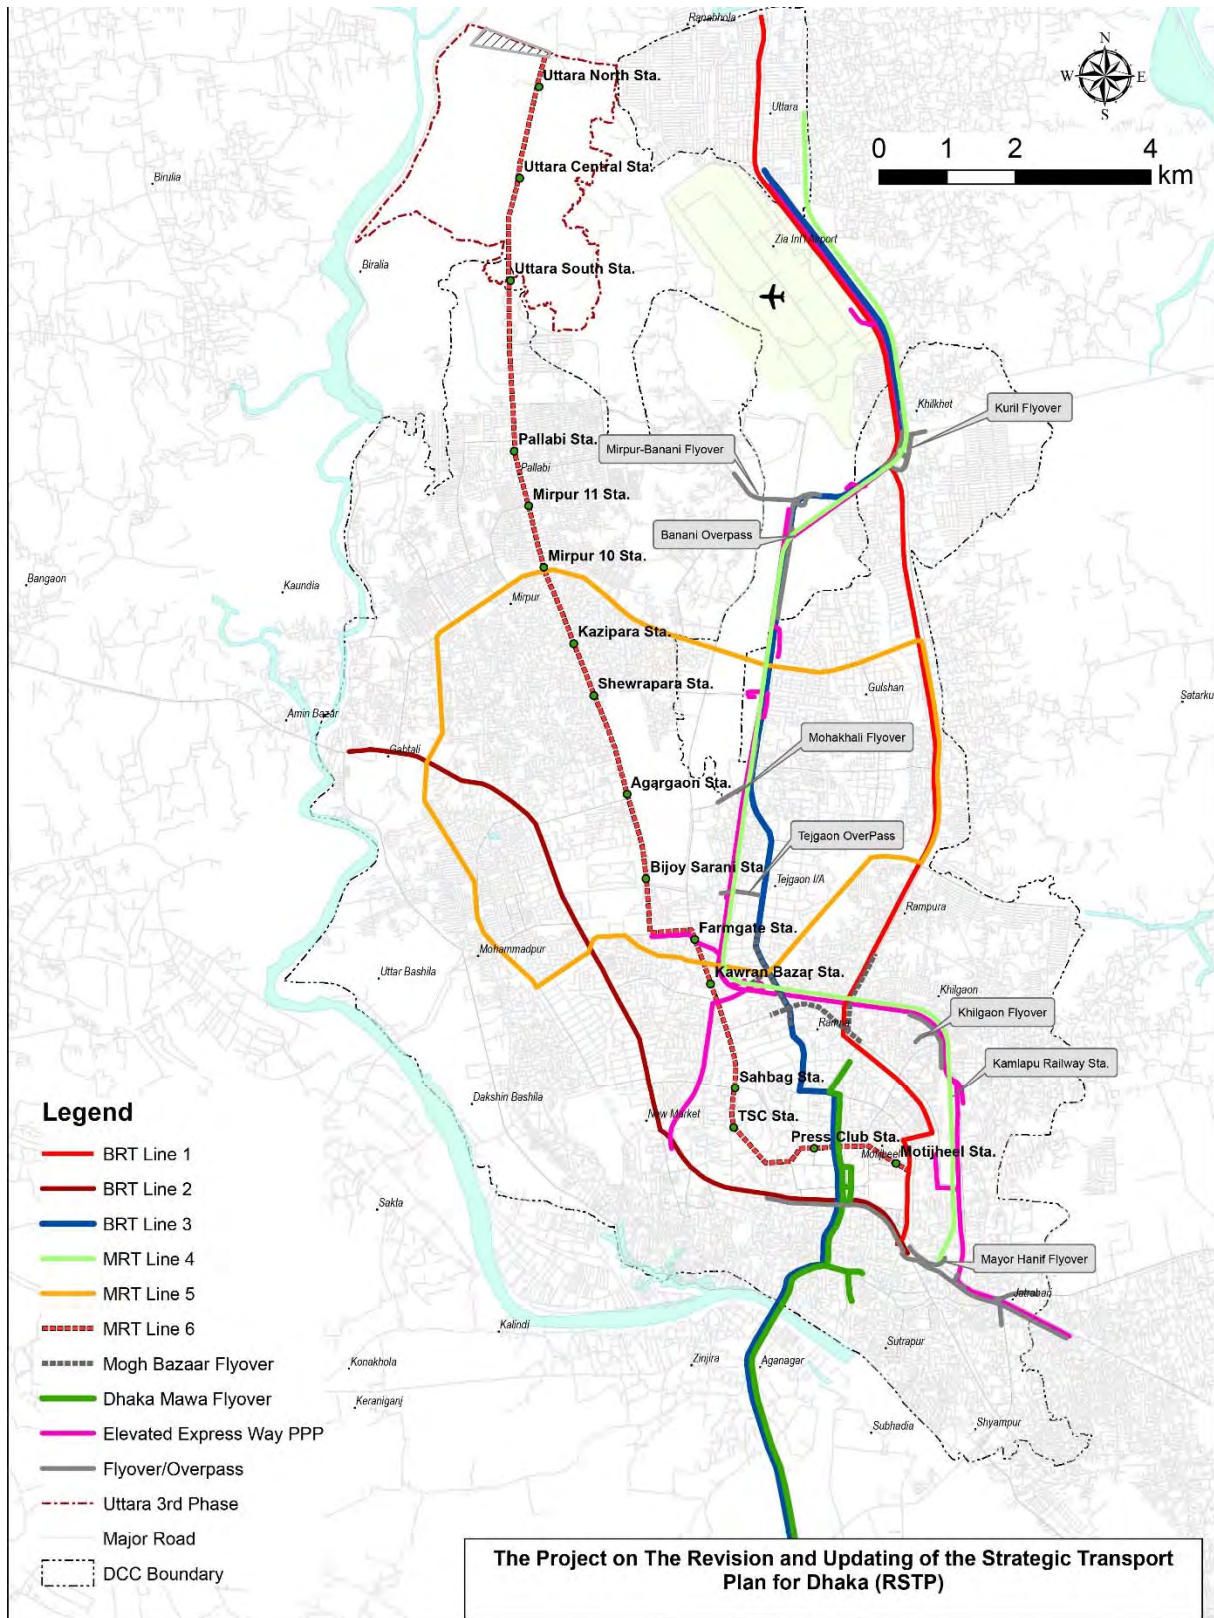 Ranabhola
Uttara North Sta.
N
W
E
S
Uttara
0 1 2 4
km
Uttara Central Sta.
Birulia
Zia Int'l Airport
Biralia
Uttara South Sta.
Khilkhet
Kuril Flyover
Pallabi Sta.
Mirpur-Banani Flyover
Pallabi
Mirpur 11 Sta.
Banani Overpass
Mirpur 10 Sta.
Bangaon
Kaundia
Mirpur
Kazipara Sta.
Shewrapara Sta.
Gulshan
Satarku
Amin Bazar
Mohakhali Flyover
Gabtali
Agargaon Sta.
Tejgaon OverPass
Bijoy Sarani Sta
Tejgaon I/A
Rampura
Farmgate Sta.
Mohammadpur
Uttar Bashila
Kawran Bazar Sta.
Khilgaon
Khilgaon Flyover
Ramna
Kamlapu Railway Sta.
Sahbag Sta.
Dakshin Bashila
New Market
TSC Sta.
Press Club Sta.
Motijheel
Motijheel Sta.
Legend
BRT Line 1
BRT Line 2
BRT Line 3
MRT Line 4
MRT Line 5
MRT Line 6
Mogh Bazaar Flyover
Dhaka Mawa Flyover
Elevated Express Way PPP
Flyover/Overpass
Uttara 3rd Phase
Major Road
DCC Boundary
Sakta
Mayor Hanif Flyover
Jatrabari
Kalindi
Sutrapur
Konakhola
Zinjira
Aganagar
Keraniganj
Subhadia
Shyampur
The Project on The Revision and Updating of the Strategic Transport
Plan for Dhaka (RSTP)